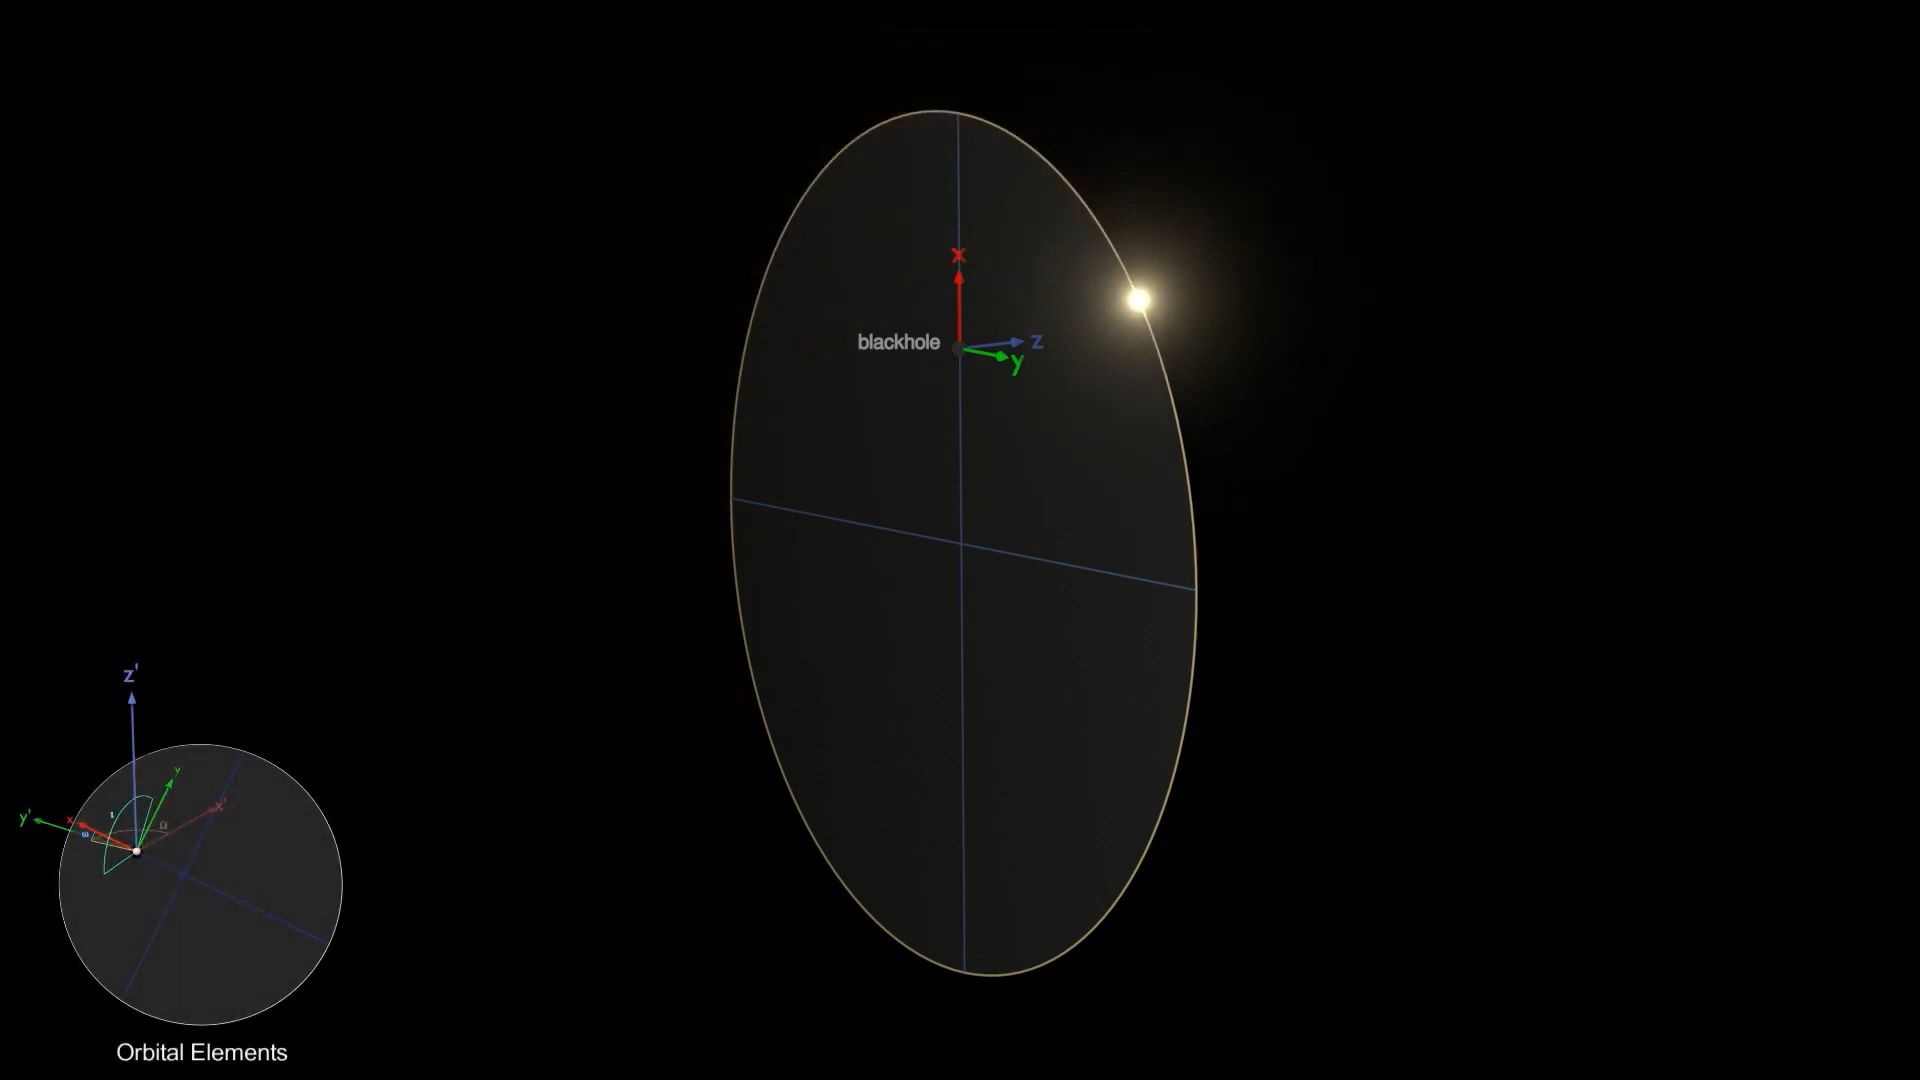 x
blackhole
z
y
z'
y
x'
y'
x
ι
Ω
ω
Orbital Elements